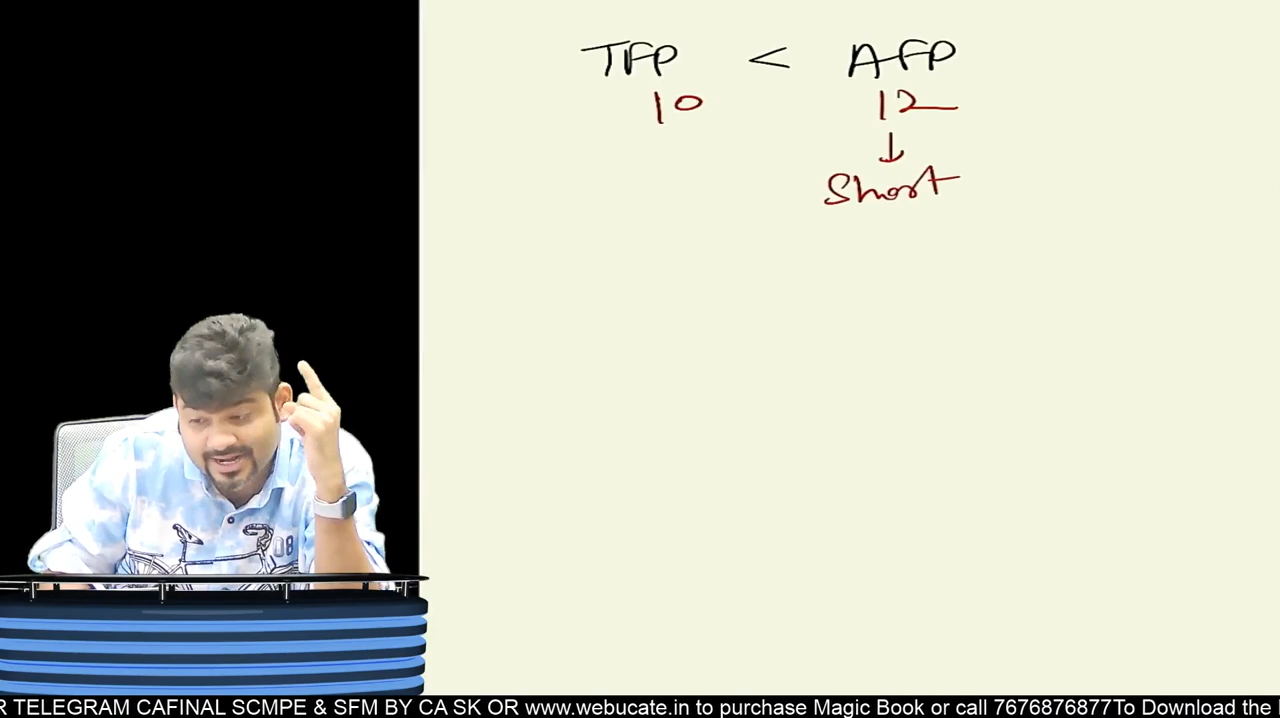 TFP < AFP
10 12
↓
Short
08
R TELEGRAM CAFINAL SCMPE & SFM BY CA SK OR www.webucate.in to purchase Magic Book or call 7676876877To Download the